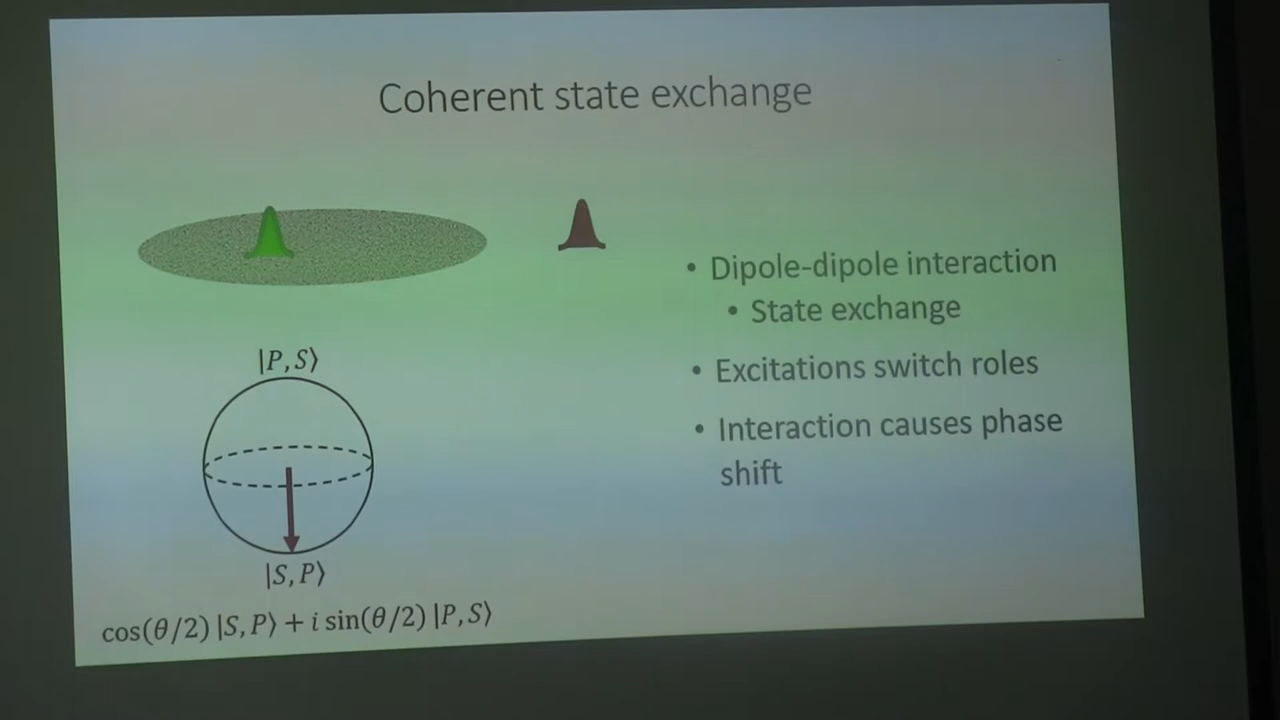 Coherent state exchange
• Dipole-dipole interaction
• State exchange
• Excitations switch roles
• Interaction causes phase
shift
|P,S⟩
|S,P⟩
cos(θ/2)|S,P⟩ + i sin(θ/2)|P,S⟩